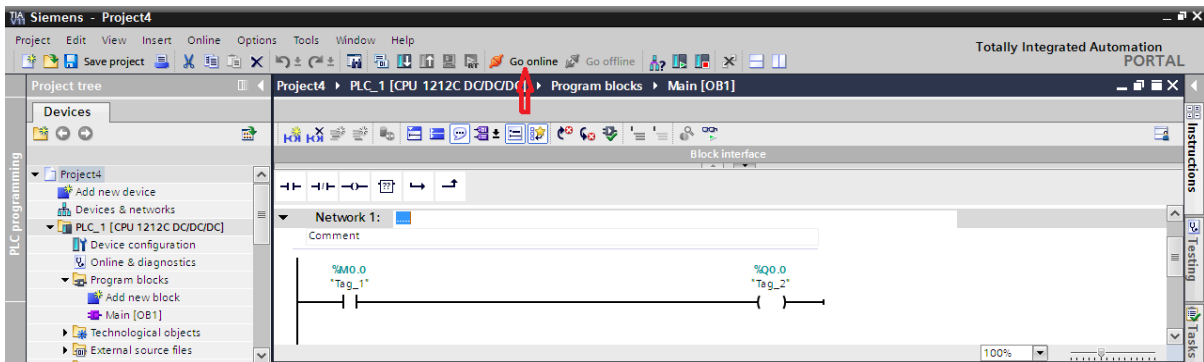 Siemens - Project4
Project Edit View Insert Online Options Tools Window Help
Save project Go online Go offline
Totally Integrated Automation
PORTAL
Project tree
Project4 PLC_1 [CPU 1212C DC/DC/DC] Program blocks Main [OB1]
Devices
Block interface
PLC programming
Project4
Add new device
Devices & networks
PLC_1 [CPU 1212C DC/DC/DC]
Device configuration
Online & diagnostics
Program blocks
Add new block
Main [OB1]
Technological objects
External source files
??
Network 1: .....
Comment
%M0.0
"Tag_1"
%Q0.0
"Tag_2"
100%
Instructions
Testing
Tasks